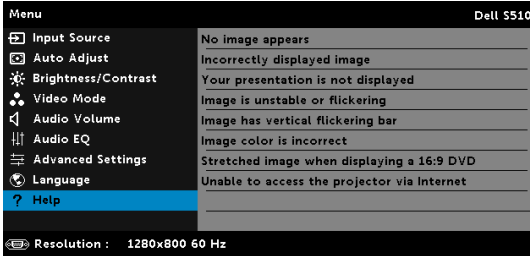 Menu Dell S510
Input Source
Auto Adjust
Brightness/Contrast
Video Mode
Audio Volume
Audio EQ
Advanced Settings
Language
? Help
No image appears
Incorrectly displayed image
Your presentation is not displayed
Image is unstable or flickering
Image has vertical flickering bar
Image color is incorrect
Stretched image when displaying a 16:9 DVD
Unable to access the projector via Internet
Resolution : 1280x800 60 Hz